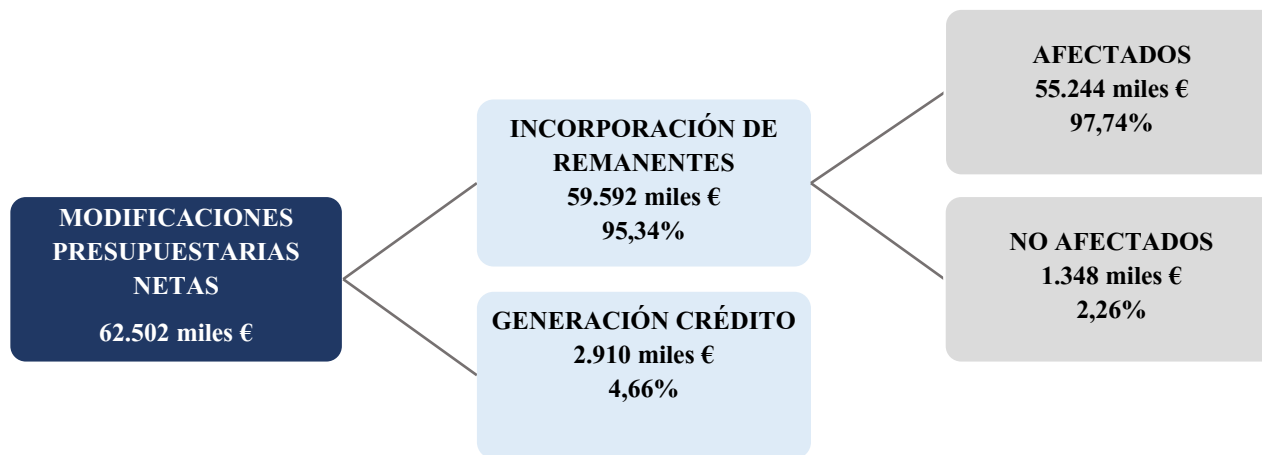 MODIFICACIONES
PRESUPUESTARIAS
NETAS
62.502 miles €
INCORPORACIÓN DE
REMANENTES
59.592 miles €
95,34%
GENERACIÓN CRÉDITO
2.910 miles €
4,66%
AFECTADOS
55.244 miles €
97,74%
NO AFECTADOS
1.348 miles €
2,26%